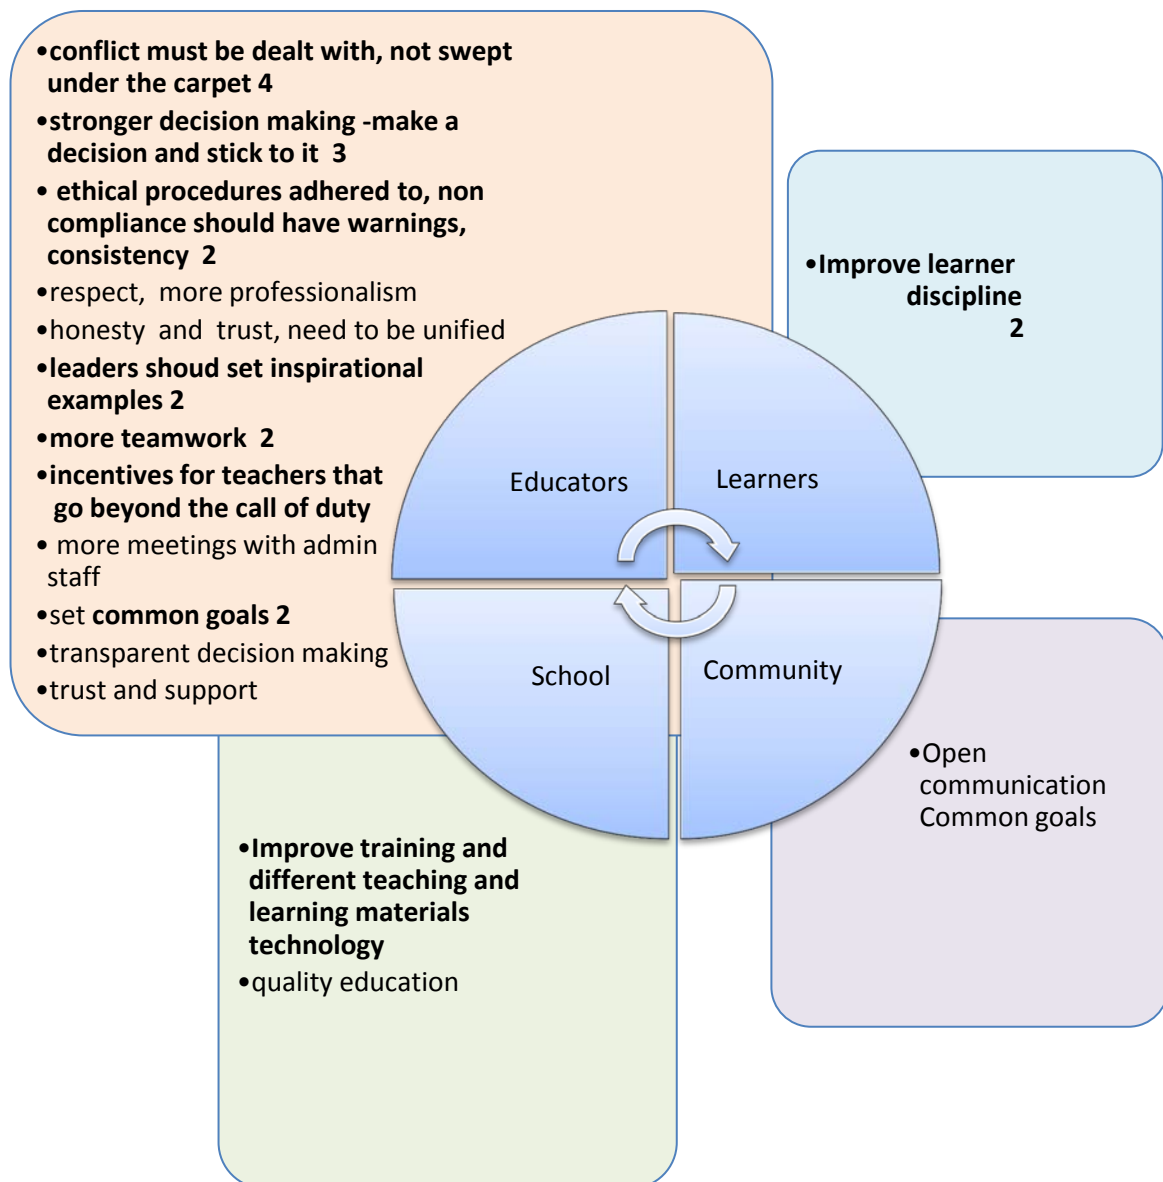 •conflict must be dealt with, not swept
under the carpet 4
•stronger decision making -make a
decision and stick to it  3
• ethical procedures adhered to, non
compliance should have warnings,
consistency  2
•respect,  more professionalism
•honesty  and  trust, need to be unified
•leaders shoud set inspirational
examples 2
•more teamwork  2
•incentives for teachers that
go beyond the call of duty
• more meetings with admin
staff
•set common goals 2
•transparent decision making
•trust and support
•Improve learner
discipline
2
Educators
Learners
School
Community
•Improve training and
different teaching and
learning materials
technology
•quality education
•Open
communication
Common goals